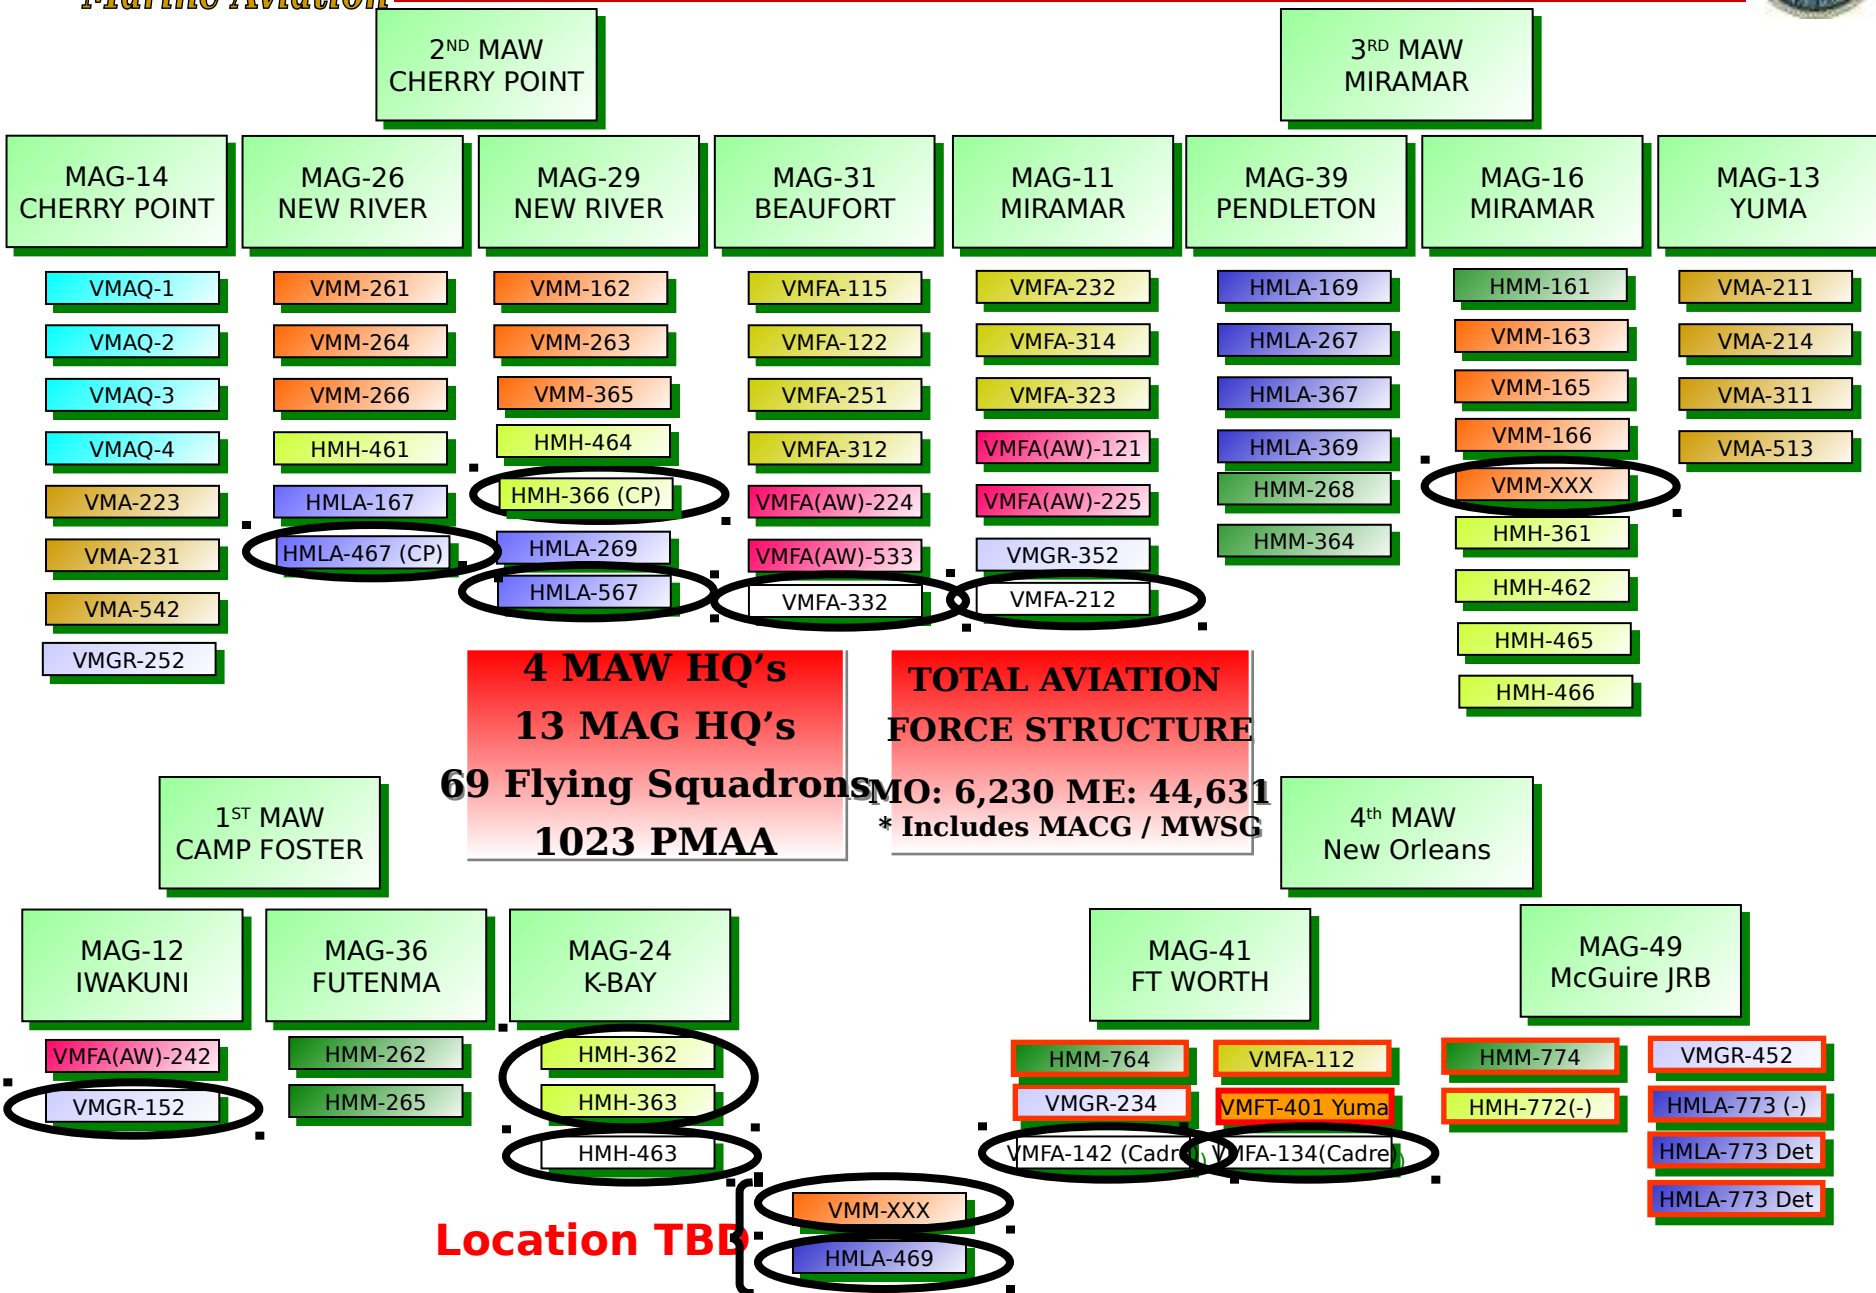 Marine Aviation
2ND MAW
CHERRY POINT
3RD MAW
MIRAMAR
MAG-14
CHERRY POINT
MAG-26
NEW RIVER
MAG-29
NEW RIVER
MAG-31
BEAUFORT
MAG-11
MIRAMAR
MAG-39
PENDLETON
MAG-16
MIRAMAR
MAG-13
YUMA
VMAQ-1
VMAQ-2
VMAQ-3
VMAQ-4
VMA-223
VMA-231
VMA-542
VMGR-252
VMM-261
VMM-264
VMM-266
HMH-461
HMLA-167
HMLA-467 (CP)
VMM-162
VMM-263
VMM-365
HMH-464
HMH-366 (CP)
HMLA-269
HMLA-567
VMFA-115
VMFA-122
VMFA-251
VMFA-312
VMFA(AW)-224
VMFA(AW)-533
VMFA-332
VMFA-232
VMFA-314
VMFA-323
VMFA(AW)-121
VMFA(AW)-225
VMGR-352
VMFA-212
HMLA-169
HMLA-267
HMLA-367
HMLA-369
HMM-268
HMM-364
HMM-161
VMM-163
VMM-165
VMM-166
VMM-XXX
HMH-361
HMH-462
HMH-465
HMH-466
VMA-211
VMA-214
VMA-311
VMA-513
4 MAW HQ’s
13 MAG HQ’s
69 Flying Squadrons
1023 PMAA
TOTAL AVIATION
FORCE STRUCTURE
MO: 6,230 ME: 44,631
* Includes MACG / MWSG
1ST MAW
CAMP FOSTER
4th MAW
New Orleans
MAG-12
IWAKUNI
MAG-36
FUTENMA
MAG-24
K-BAY
MAG-41
FT WORTH
MAG-49
McGuire JRB
VMFA(AW)-242
VMGR-152
HMM-262
HMM-265
HMH-362
HMH-363
HMH-463
HMM-764
VMGR-234
VMFA-142 (Cadre)
VMFA-112
VMFT-401 Yuma
VMFA-134(Cadre)
HMM-774
HMH-772(-)
VMGR-452
HMLA-773 (-)
HMLA-773 Det
HMLA-773 Det
Location TBD
VMM-XXX
HMLA-469